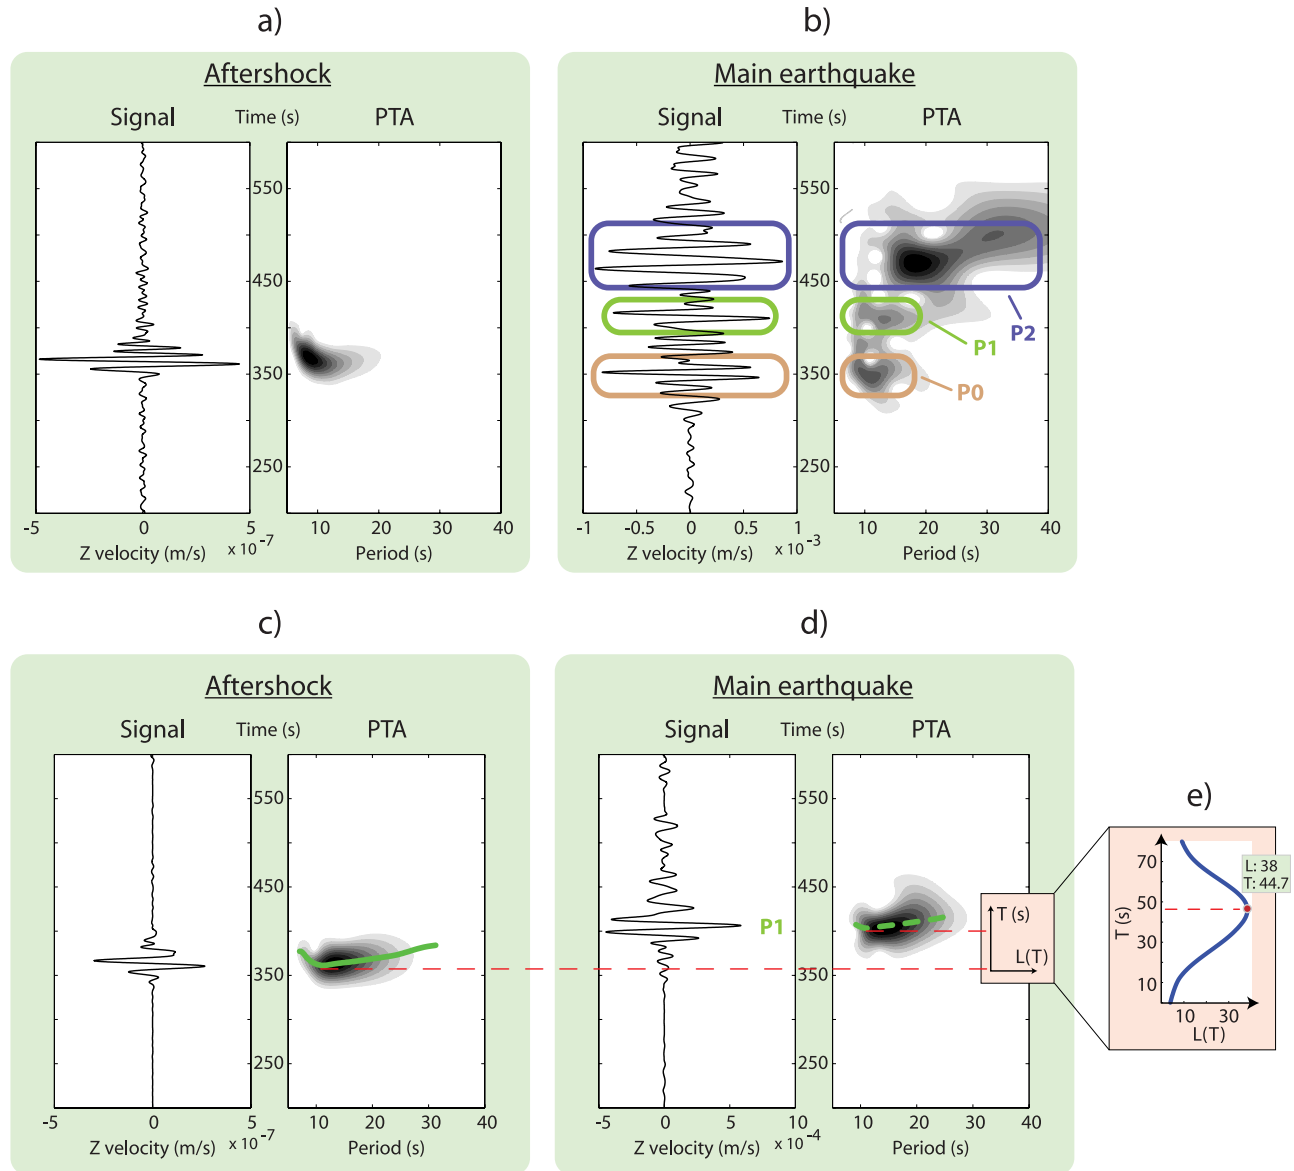 a)
b)
Aftershock
Main earthquake
Signal
Time (s)
PTA
Signal
Time (s)
PTA
550
450
350
250
550
450
350
250
P2
P1
P0
-5
0
5
10
20
30
40
-1
-0.5
0
0.5
1
10
20
30
40
Z velocity (m/s)
x 10⁻⁷
Period (s)
Z velocity (m/s)
x 10⁻³
Period (s)
c)
d)
Aftershock
Main earthquake
Signal
Time (s)
PTA
Signal
Time (s)
PTA
550
450
350
250
550
450
350
250
P1
T (s)
L(T)
-5
0
5
10
20
30
40
-5
0
5
10
10
20
30
40
Z velocity (m/s)
x 10⁻⁷
Period (s)
Z velocity (m/s)
x 10⁻⁴
Period (s)
e)
L: 38
T: 44.7
T (s)
70
50
30
10
10
30
L(T)